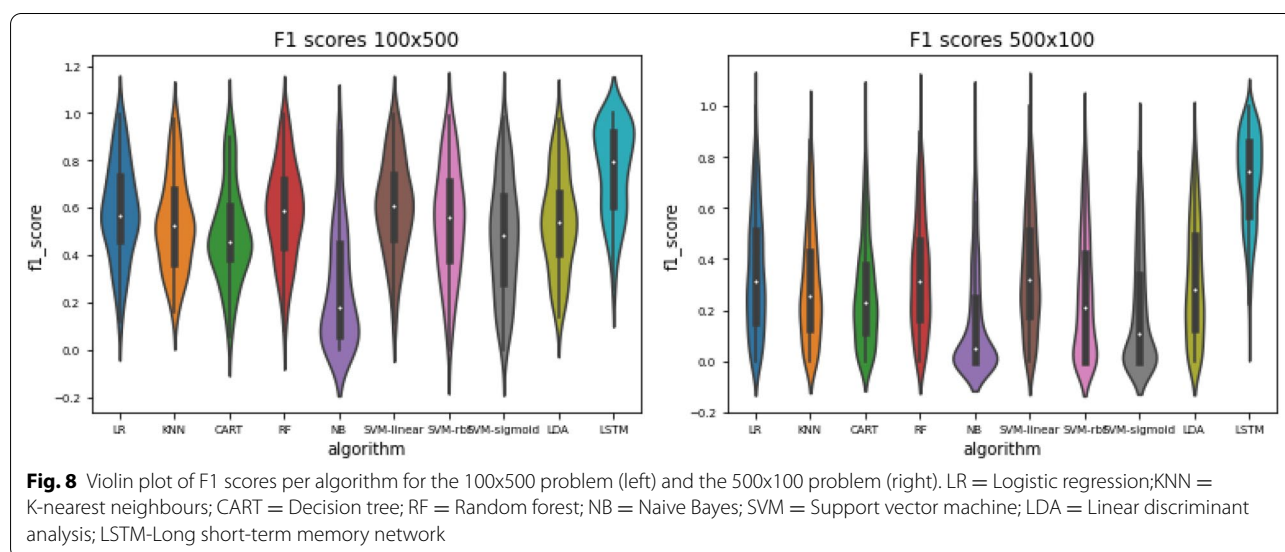 F1 scores 100x500
1.2
1.0
0.8
0.6
0.4
0.2
0.0
−0.2
f1_score
LR KNN CART RF NB SVM-linear SVM-rbf SVM-sigmoid LDA LSTM
algorithm
F1 scores 500x100
1.0
0.8
0.6
0.4
0.2
0.0
−0.2
f1_score
LR KNN CART RF NB SVM-linear SVM-rbf SVM-sigmoid LDA LSTM
algorithm
Fig. 8 Violin plot of F1 scores per algorithm for the 100x500 problem (left) and the 500x100 problem (right). LR = Logistic regression;KNN =
K-nearest neighbours; CART = Decision tree; RF = Random forest; NB = Naive Bayes; SVM = Support vector machine; LDA = Linear discriminant
analysis; LSTM-Long short-term memory network